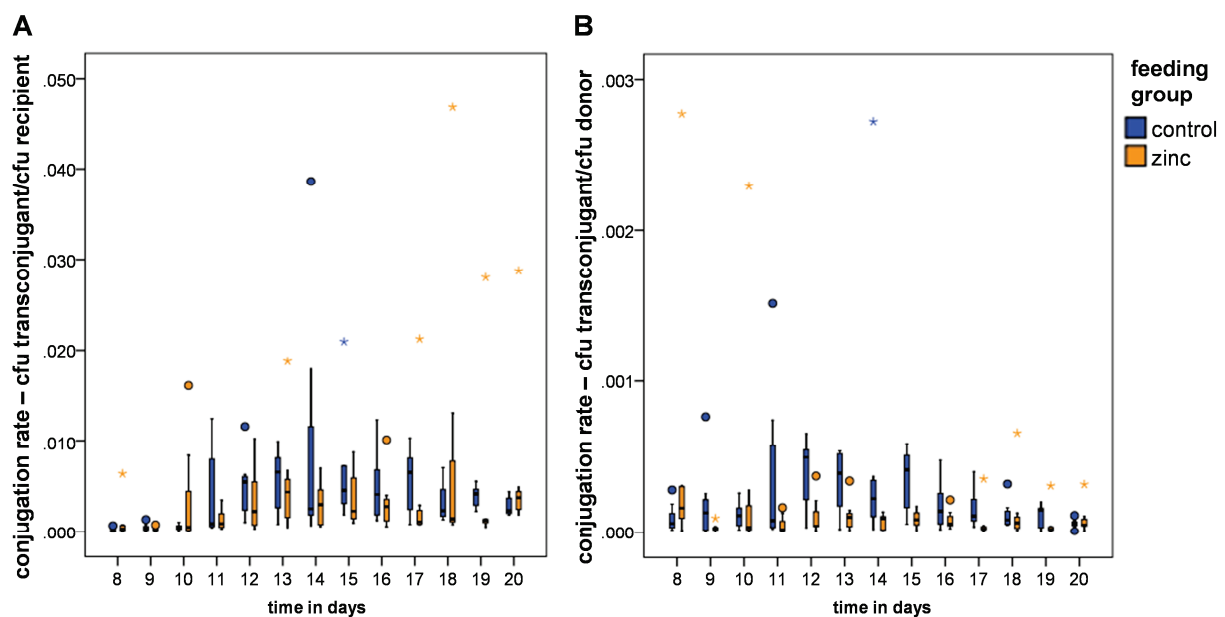 A
conjugation rate – cfu transconjugant/cfu recipient
.050
.040
.030
.020
.010
.000
8 9 10 11 12 13 14 15 16 17 18 19 20
time in days
B
conjugation rate – cfu transconjugant/cfu donor
.003
.002
.001
.000
8 9 10 11 12 13 14 15 16 17 18 19 20
time in days
feeding
group
control
zinc